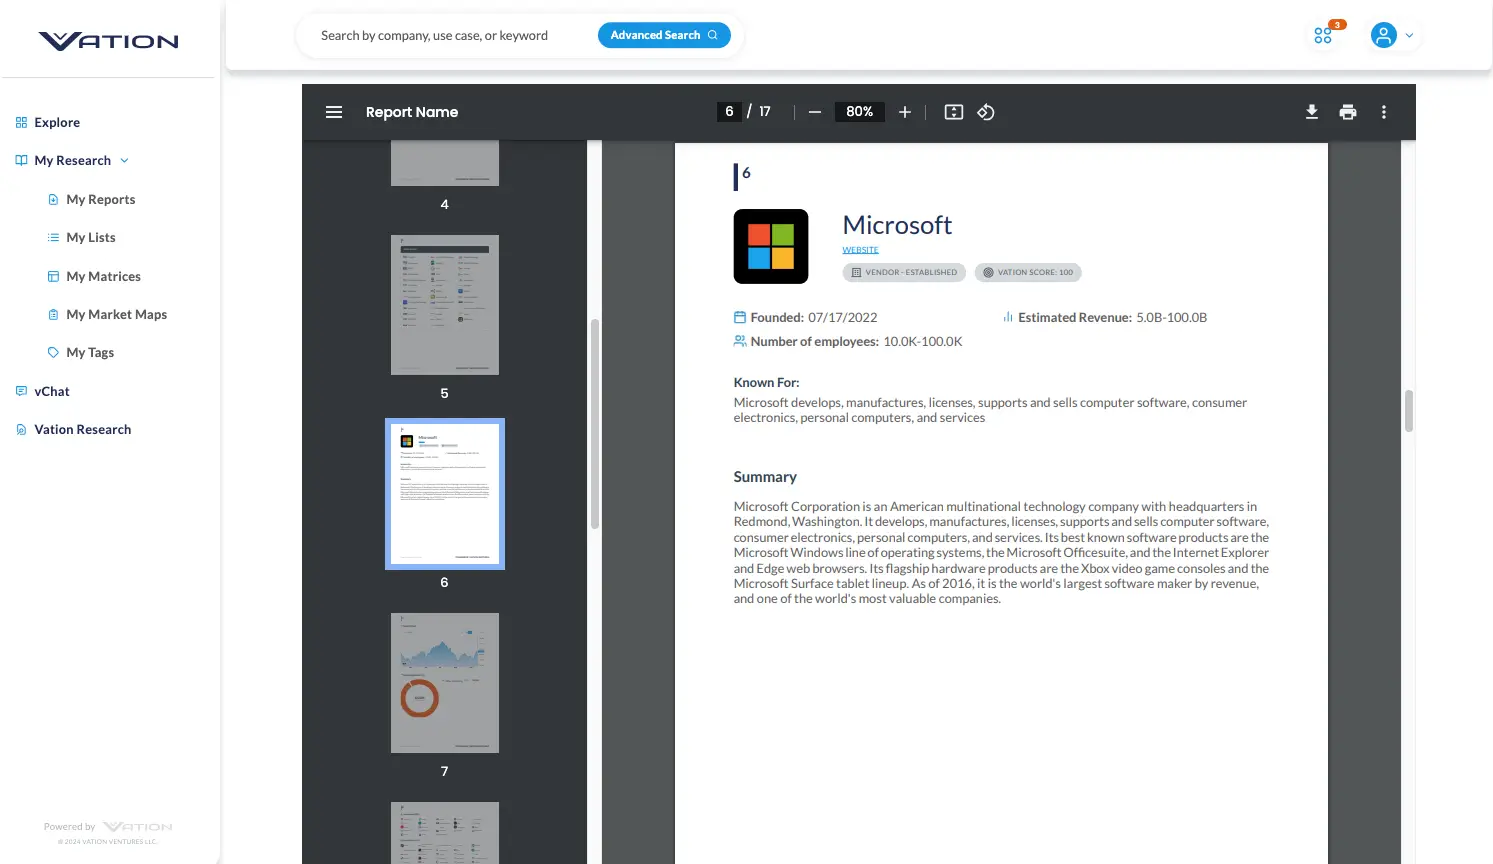 VATION
Search by company, use case, or keyword
Advanced Search
3
Explore
My Research
My Reports
My Lists
My Matrices
My Market Maps
My Tags
vChat
Vation Research
Powered by VATION
© 2024 VATION VENTURES LLC.
Report Name
6 / 17
80%
4
5
6
7
6
Microsoft
WEBSITE
VENDOR - ESTABLISHED
VATION SCORE: 100
Founded: 07/17/2022
Estimated Revenue: 5.0B-100.0B
Number of employees: 10.0K-100.0K
Known For:
Microsoft develops, manufactures, licenses, supports and sells computer software, consumer
electronics, personal computers, and services
Summary
Microsoft Corporation is an American multinational technology company with headquarters in
Redmond, Washington. It develops, manufactures, licenses, supports and sells computer software,
consumer electronics, personal computers, and services. Its best known software products are the
Microsoft Windows line of operating systems, the Microsoft Officesuite, and the Internet Explorer
and Edge web browsers. Its flagship hardware products are the Xbox video game consoles and the
Microsoft Surface tablet lineup. As of 2016, it is the world's largest software maker by revenue,
and one of the world's most valuable companies.